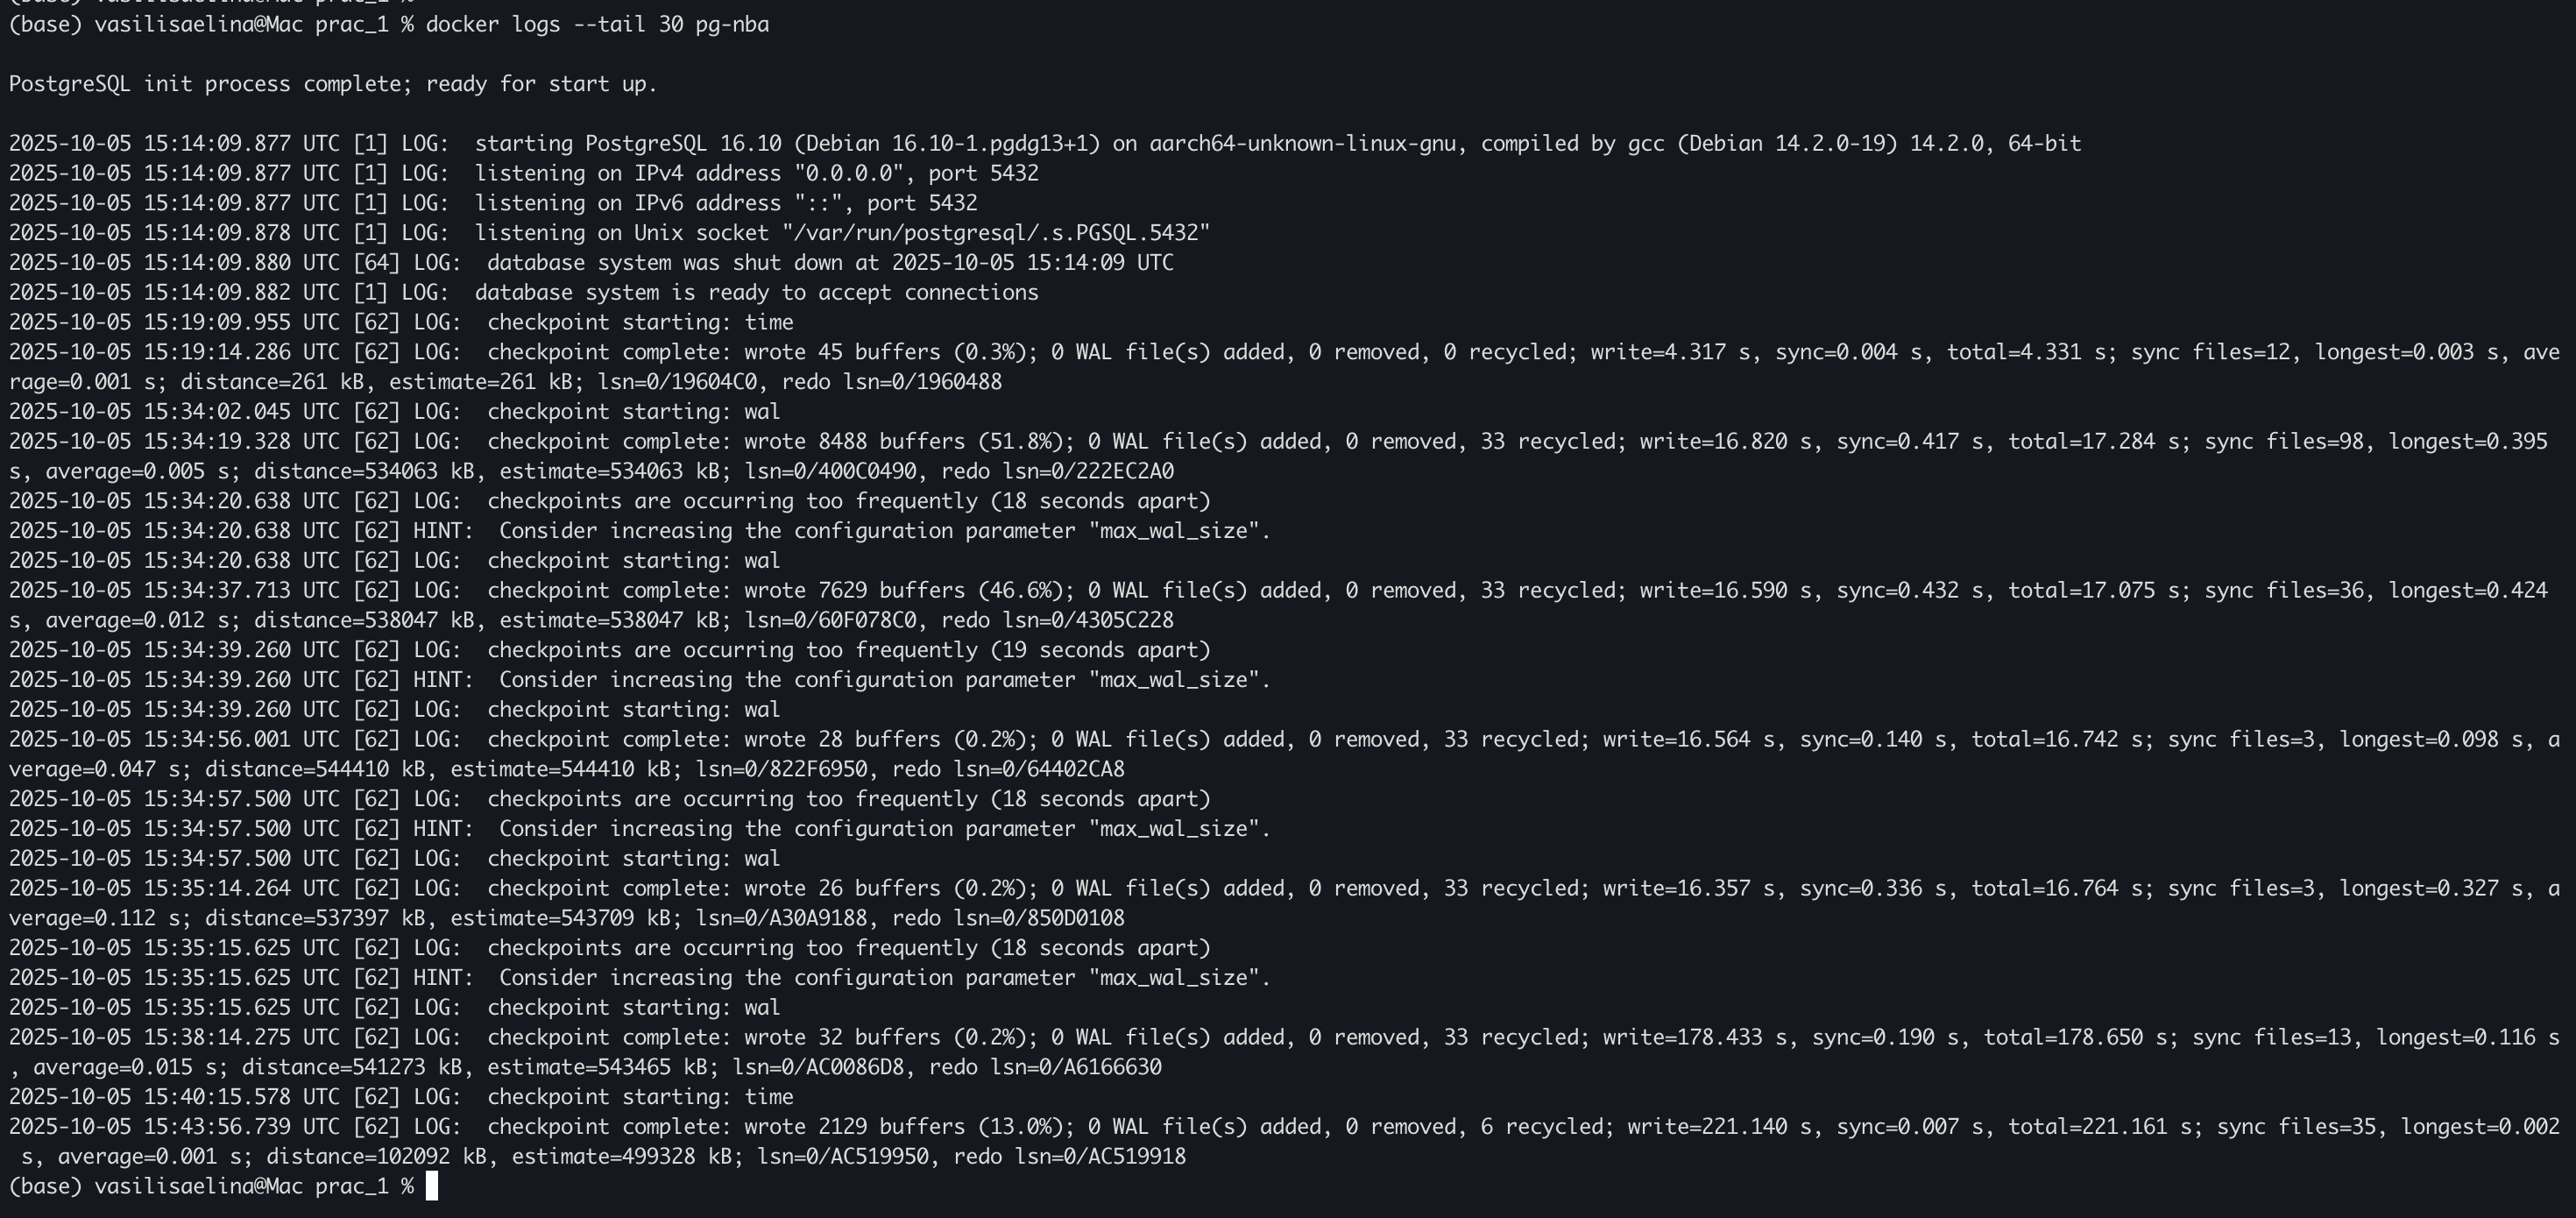 (base) vasilisaelina@Mac prac_1 %
(base) vasilisaelina@Mac prac_1 % docker logs --tail 30 pg-nba
PostgreSQL init process complete; ready for start up.
2025-10-05 15:14:09.877 UTC [1] LOG:  starting PostgreSQL 16.10 (Debian 16.10-1.pgdg13+1) on aarch64-unknown-linux-gnu, compiled by gcc (Debian 14.2.0-19) 14.2.0, 64-bit
2025-10-05 15:14:09.877 UTC [1] LOG:  listening on IPv4 address "0.0.0.0", port 5432
2025-10-05 15:14:09.877 UTC [1] LOG:  listening on IPv6 address "::", port 5432
2025-10-05 15:14:09.878 UTC [1] LOG:  listening on Unix socket "/var/run/postgresql/.s.PGSQL.5432"
2025-10-05 15:14:09.880 UTC [64] LOG:  database system was shut down at 2025-10-05 15:14:09 UTC
2025-10-05 15:14:09.882 UTC [1] LOG:  database system is ready to accept connections
2025-10-05 15:19:09.955 UTC [62] LOG:  checkpoint starting: time
2025-10-05 15:19:14.286 UTC [62] LOG:  checkpoint complete: wrote 45 buffers (0.3%); 0 WAL file(s) added, 0 removed, 0 recycled; write=4.317 s, sync=0.004 s, total=4.331 s; sync files=12, longest=0.003 s, ave
rage=0.001 s; distance=261 kB, estimate=261 kB; lsn=0/19604C0, redo lsn=0/1960488
2025-10-05 15:34:02.045 UTC [62] LOG:  checkpoint starting: wal
2025-10-05 15:34:19.328 UTC [62] LOG:  checkpoint complete: wrote 8488 buffers (51.8%); 0 WAL file(s) added, 0 removed, 33 recycled; write=16.820 s, sync=0.417 s, total=17.284 s; sync files=98, longest=0.395
s, average=0.005 s; distance=534063 kB, estimate=534063 kB; lsn=0/400C0490, redo lsn=0/222EC2A0
2025-10-05 15:34:20.638 UTC [62] LOG:  checkpoints are occurring too frequently (18 seconds apart)
2025-10-05 15:34:20.638 UTC [62] HINT:  Consider increasing the configuration parameter "max_wal_size".
2025-10-05 15:34:20.638 UTC [62] LOG:  checkpoint starting: wal
2025-10-05 15:34:37.713 UTC [62] LOG:  checkpoint complete: wrote 7629 buffers (46.6%); 0 WAL file(s) added, 0 removed, 33 recycled; write=16.590 s, sync=0.432 s, total=17.075 s; sync files=36, longest=0.424
s, average=0.012 s; distance=538047 kB, estimate=538047 kB; lsn=0/60F078C0, redo lsn=0/4305C228
2025-10-05 15:34:39.260 UTC [62] LOG:  checkpoints are occurring too frequently (19 seconds apart)
2025-10-05 15:34:39.260 UTC [62] HINT:  Consider increasing the configuration parameter "max_wal_size".
2025-10-05 15:34:39.260 UTC [62] LOG:  checkpoint starting: wal
2025-10-05 15:34:56.001 UTC [62] LOG:  checkpoint complete: wrote 28 buffers (0.2%); 0 WAL file(s) added, 0 removed, 33 recycled; write=16.564 s, sync=0.140 s, total=16.742 s; sync files=3, longest=0.098 s, a
verage=0.047 s; distance=544410 kB, estimate=544410 kB; lsn=0/822F6950, redo lsn=0/64402CA8
2025-10-05 15:34:57.500 UTC [62] LOG:  checkpoints are occurring too frequently (18 seconds apart)
2025-10-05 15:34:57.500 UTC [62] HINT:  Consider increasing the configuration parameter "max_wal_size".
2025-10-05 15:34:57.500 UTC [62] LOG:  checkpoint starting: wal
2025-10-05 15:35:14.264 UTC [62] LOG:  checkpoint complete: wrote 26 buffers (0.2%); 0 WAL file(s) added, 0 removed, 33 recycled; write=16.357 s, sync=0.336 s, total=16.764 s; sync files=3, longest=0.327 s, a
verage=0.112 s; distance=537397 kB, estimate=543709 kB; lsn=0/A30A9188, redo lsn=0/850D0108
2025-10-05 15:35:15.625 UTC [62] LOG:  checkpoints are occurring too frequently (18 seconds apart)
2025-10-05 15:35:15.625 UTC [62] HINT:  Consider increasing the configuration parameter "max_wal_size".
2025-10-05 15:35:15.625 UTC [62] LOG:  checkpoint starting: wal
2025-10-05 15:38:14.275 UTC [62] LOG:  checkpoint complete: wrote 32 buffers (0.2%); 0 WAL file(s) added, 0 removed, 33 recycled; write=178.433 s, sync=0.190 s, total=178.650 s; sync files=13, longest=0.116 s
, average=0.015 s; distance=541273 kB, estimate=543465 kB; lsn=0/AC0086D8, redo lsn=0/A6166630
2025-10-05 15:40:15.578 UTC [62] LOG:  checkpoint starting: time
2025-10-05 15:43:56.739 UTC [62] LOG:  checkpoint complete: wrote 2129 buffers (13.0%); 0 WAL file(s) added, 0 removed, 6 recycled; write=221.140 s, sync=0.007 s, total=221.161 s; sync files=35, longest=0.002
s, average=0.001 s; distance=102092 kB, estimate=499328 kB; lsn=0/AC519950, redo lsn=0/AC519918
(base) vasilisaelina@Mac prac_1 %